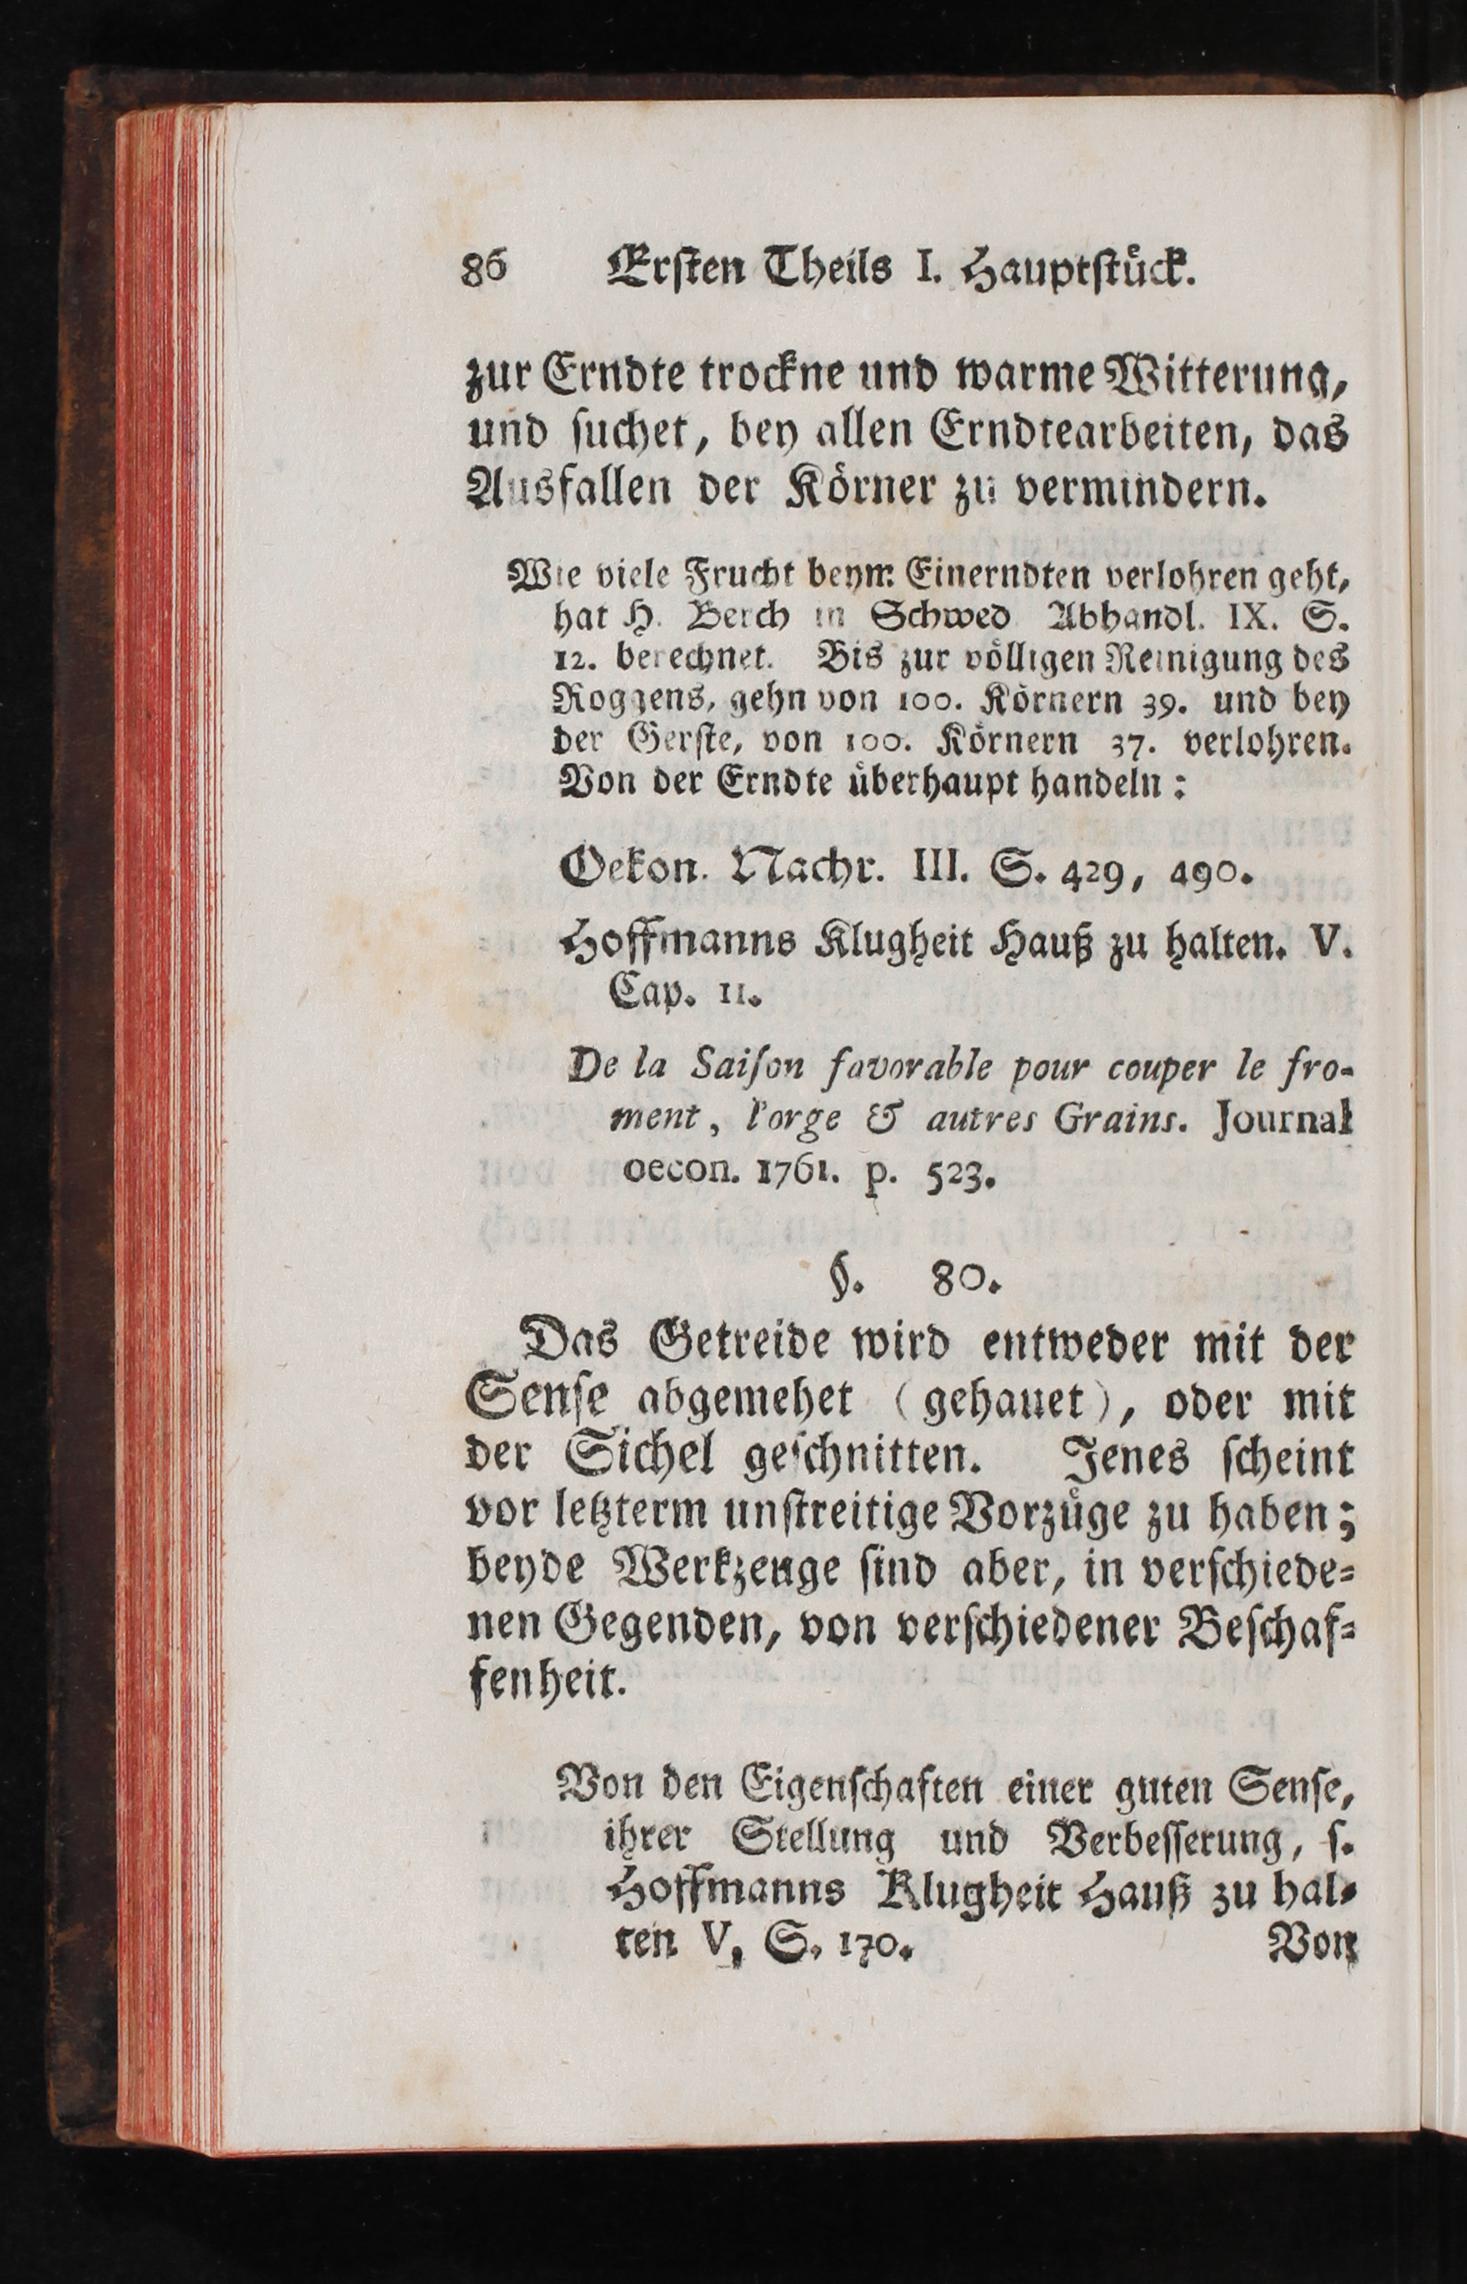 86 Erſten Theils I. Hauptſtück.
zur Erndte trockne und warme Witterung,
und ſuchet, bey allen Erndtearbeiten, das
Ausfallen der Körner zu vermindern.
Wie viele Frucht beym Einerndten verlohren geht,
hat H. Berch in Schwed Abhandl. IX. S.
12. berechnet. Bis zur völligen Reinigung des
Roggens, gehn von 100. Körnern 39. und bey
der Gerſte, von 100. Körnern 37. verlohren.
Von der Erndte überhaupt handeln:
Oekon. Nachr. III. S. 429, 490.
Hoffmanns Klugheit Hauß zu halten. V.
Cap. 11.
De la Saiſon favorable pour couper le fro-
ment, l'orge & autres Grains. Journal
oecon. 1761. p. 523.
§. 80.
Das Getreide wird entweder mit der
Senſe abgemehet (gehauet), oder mit
der Sichel geſchnitten. Jenes ſcheint
vor letzterm unſtreitige Vorzüge zu haben;
beyde Werkzeuge ſind aber, in verſchiede-
nen Gegenden, von verſchiedener Beſchaf-
fenheit.
Von den Eigenſchaften einer guten Senſe,
ihrer Stellung und Verbeſſerung, ſ.
Hoffmanns Klugheit Hauß zu hal-
ten V, S. 170. Von